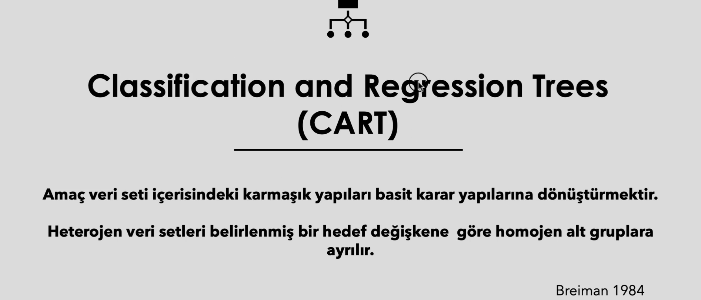 Classification and Regression Trees
(CART)
Amaç veri seti içerisindeki karmaşık yapıları basit karar yapılarına dönüştürmektir.
Heterojen veri setleri belirlenmiş bir hedef değişkene  göre homojen alt gruplara
ayrılır.
Breiman 1984